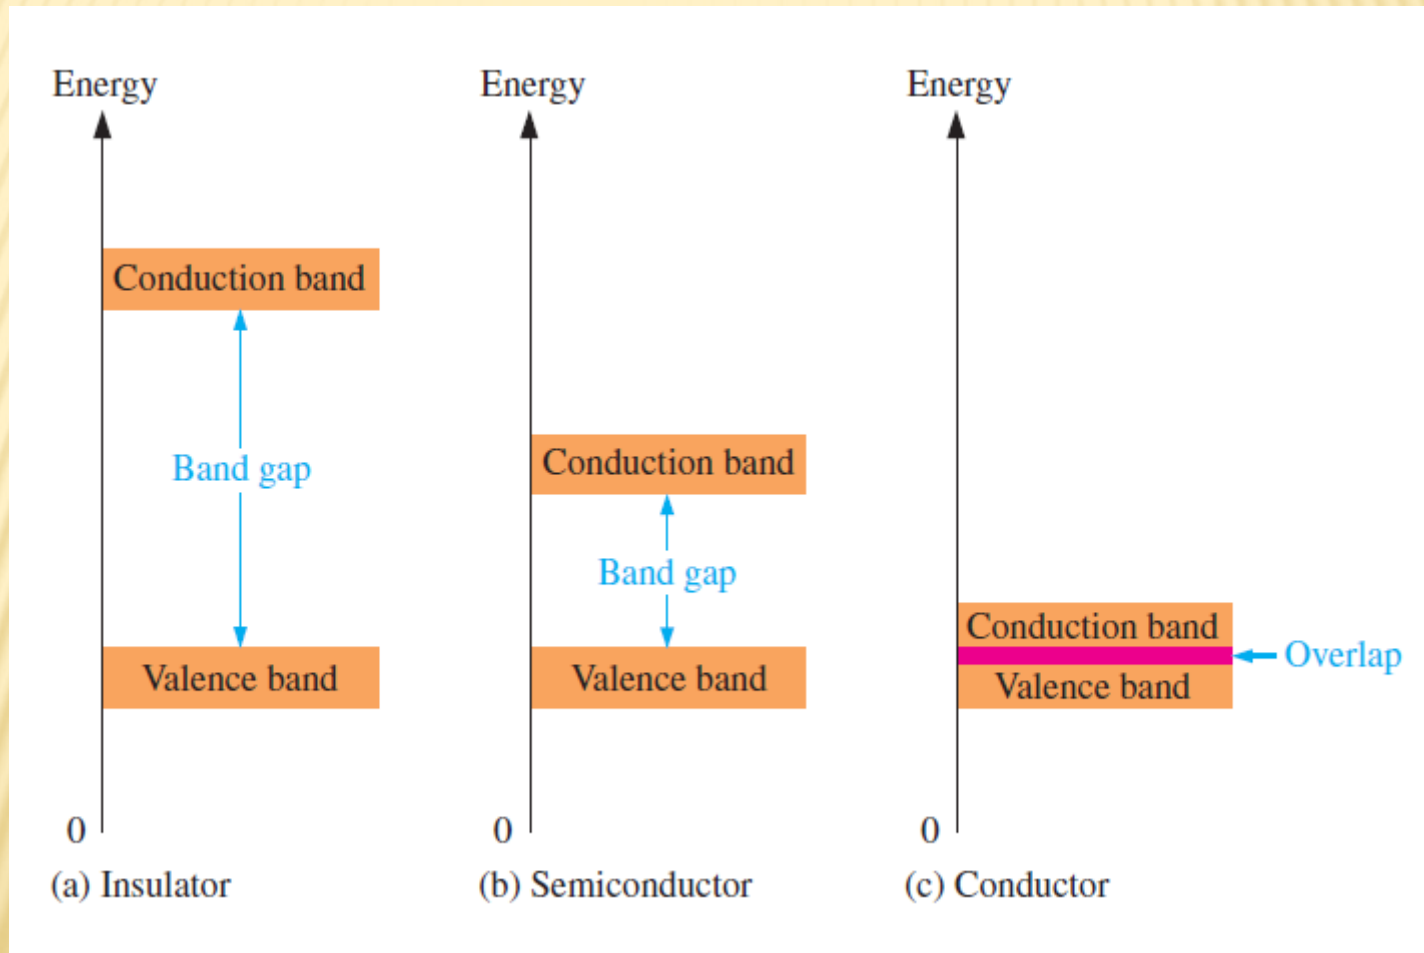 Energy
Conduction band
Band gap
Valence band
0
(a) Insulator
Energy
Conduction band
Band gap
Valence band
0
(b) Semiconductor
Energy
Conduction band
Overlap
Valence band
0
(c) Conductor